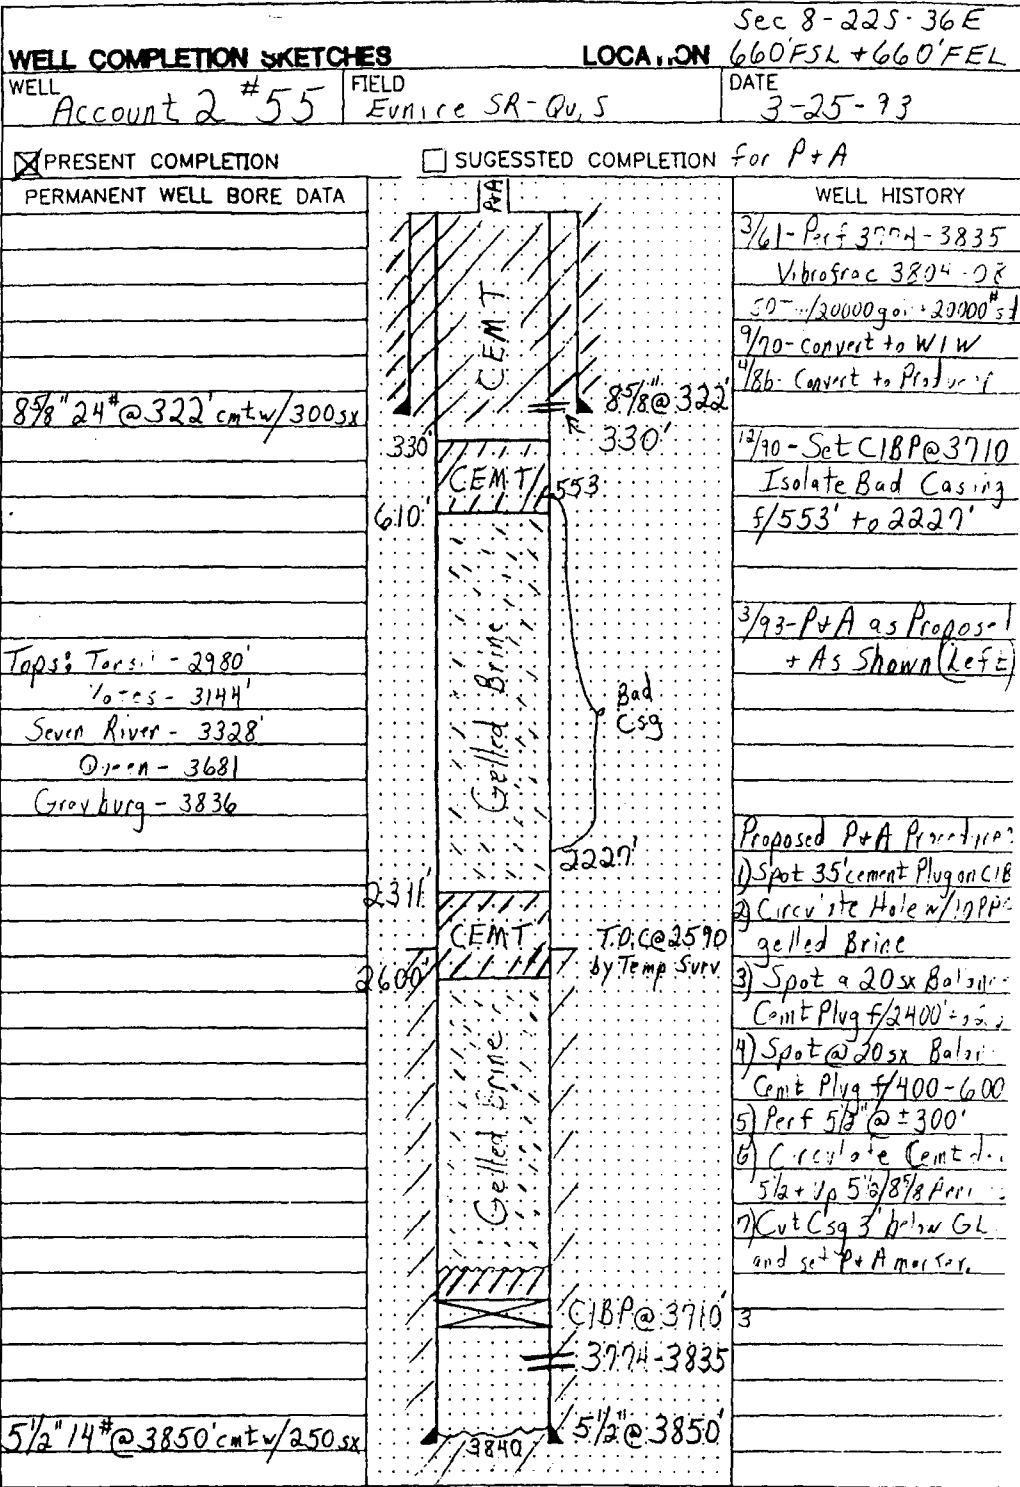 Sec 8-22S-36E
WELL COMPLETION SKETCHES
LOCATION 660'FSL + 660'FEL
WELL Account 2 #55
FIELD Eunice SR-Qu, S
DATE 3-25-93
PRESENT COMPLETION
SUGESSTED COMPLETION for P+A
PERMANENT WELL BORE DATA
8 5/8" 24# @ 322' cmt w/ 300 sx
Tops: - 2980'
- 3144'
Seven River - 3328'
Queen - 3681
Grayburg - 3836
5 1/2" 14# @ 3850' cmt w/ 250 sx
P+A
CEMT
8 5/8" @ 322'
330'
330'
CEMT
553
610'
Gelled Brine
Bad
Csg
2227'
2311'
CEMT
T.O.C @ 2590
by Temp Surv
2600'
Gelled Brine
CIBP @ 3710'
3774-3835
5 1/2" @ 3850'
3840
WELL HISTORY
3/61 - Perf 3774 - 3835
Vibrofrac 3804 - 08
/20000 gal + 20000#
9/70 - Convert to WIW
4/86 - Convert to Producer
12/90 - Set CIBP @ 3710
Isolate Bad Casing
f/553' to 2227'
3/93 - P+A as Proposed
+ As Shown (Left)
Proposed P+A Procedure
1) Spot 35' cement Plug on CIB
2) Circulate Hole w/ 10 PPG
gelled Brine
3) Spot a 20 sx
Cemt Plug f/2400'
4) Spot @ 20 sx
Cemt Plug f/400-600
5) Perf 5 1/2" @ ± 300'
6) Circulate Cemt
5 1/2 + Up 5 1/2/8 5/8
7) Cut Csg 3' below GL
and set P+A marker.
3